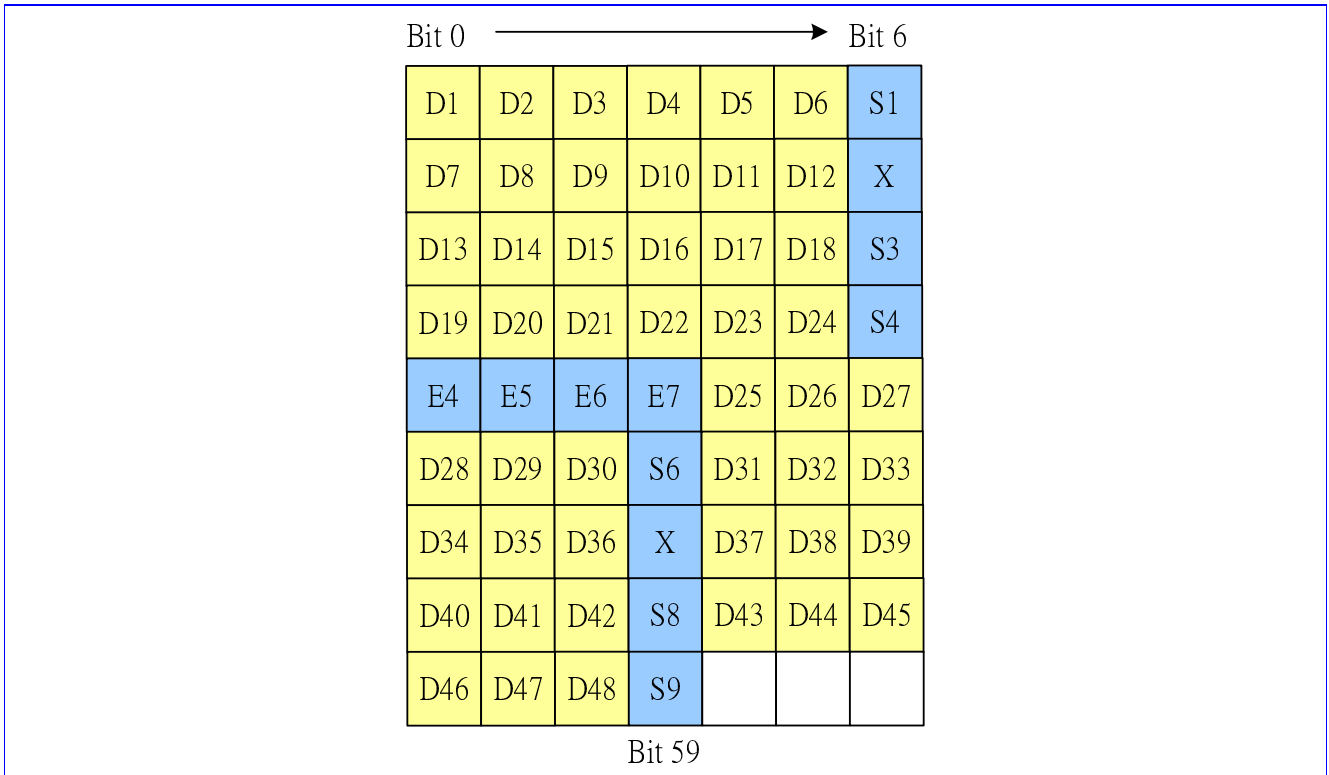 Bit 0 Bit 6
D1 D2 D3 D4 D5 D6 S1
D7 D8 D9 D10 D11 D12 X
D13 D14 D15 D16 D17 D18 S3
D19 D20 D21 D22 D23 D24 S4
E4 E5 E6 E7 D25 D26 D27
D28 D29 D30 S6 D31 D32 D33
D34 D35 D36 X D37 D38 D39
D40 D41 D42 S8 D43 D44 D45
D46 D47 D48 S9
Bit 59